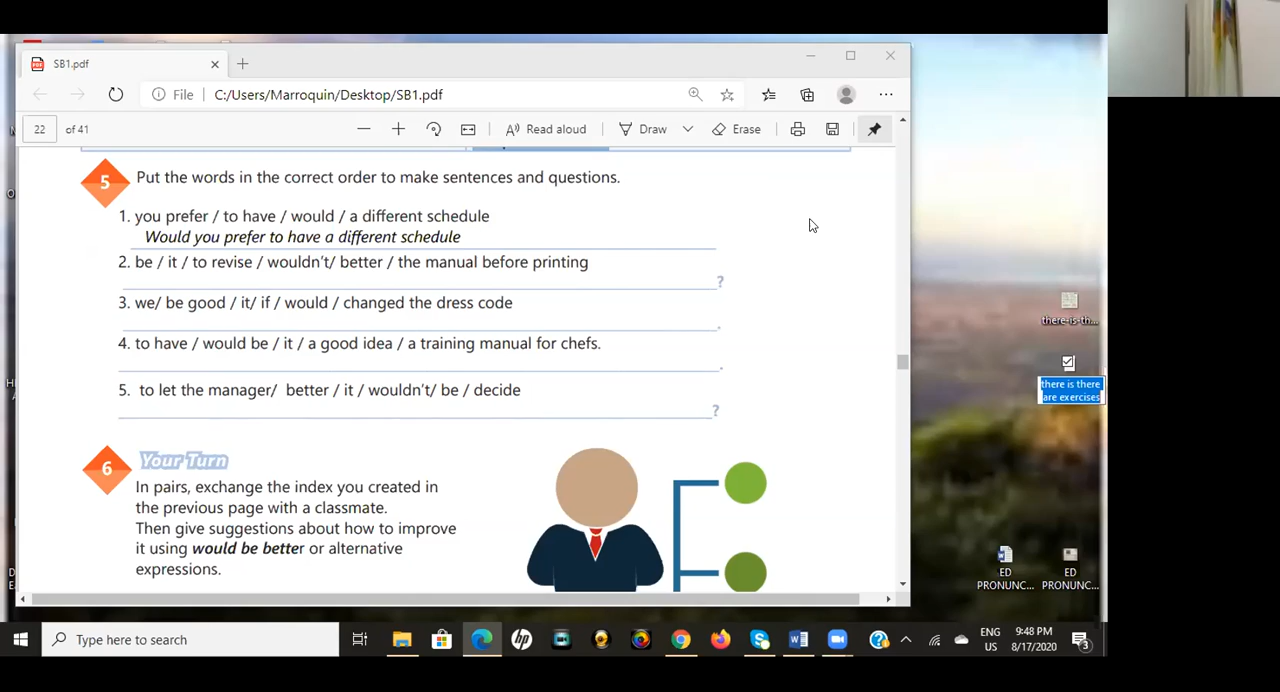 SB1.pdf
File
C:/Users/Marroquin/Desktop/SB1.pdf
22 of 41
Read aloud
Draw
Erase
5
Put the words in the correct order to make sentences and questions.
1. you prefer / to have / would / a different schedule
Would you prefer to have a different schedule
2. be / it / to revise / wouldn't/ better / the manual before printing
?
3. we/ be good / it/ if / would / changed the dress code
.
4. to have / would be / it / a good idea / a training manual for chefs.
.
5. to let the manager/ better / it / wouldn't/ be / decide
?
6
Your Turn
In pairs, exchange the index you created in
the previous page with a classmate.
Then give suggestions about how to improve
it using would be better or alternative
expressions.
there-is-th...
there is there
are exercises
ED
PRONUNC...
ED
PRONUNC...
Type here to search
hp
ENG
US
9:48 PM
8/17/2020
3